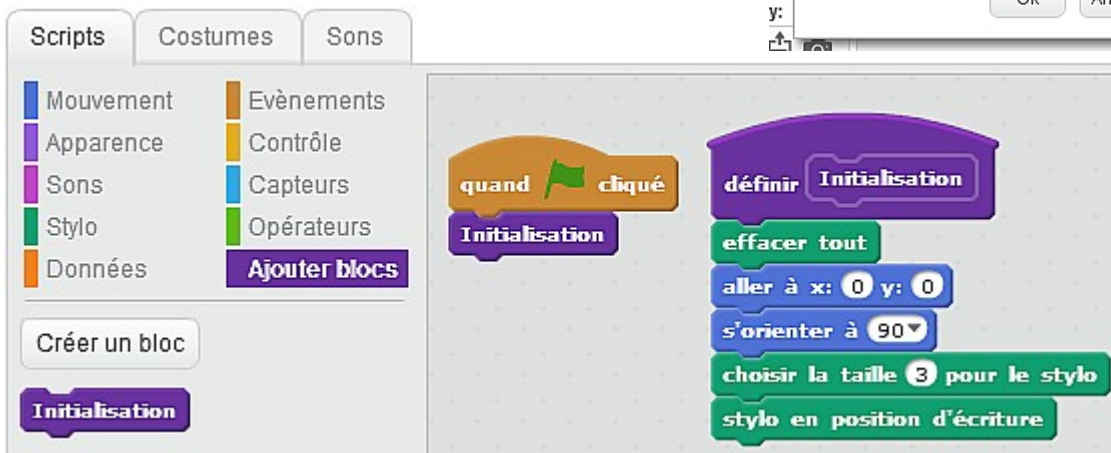 y:
Scripts Costumes Sons
Mouvement Evènements
Apparence Contrôle
Sons Capteurs
Stylo Opérateurs
Données Ajouter blocs
Créer un bloc
Initialisation
quand cliqué
Initialisation
définir Initialisation
effacer tout
aller à x: 0 y: 0
s'orienter à 90
choisir la taille 3 pour le stylo
stylo en position d'écriture